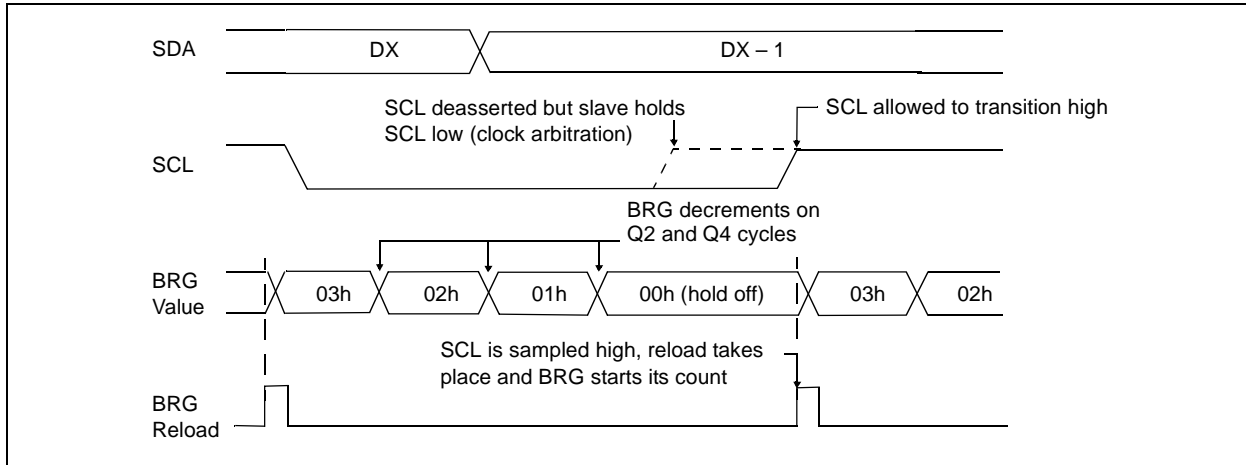 SDA
DX
DX – 1
SCL deasserted but slave holds
SCL low (clock arbitration)
SCL allowed to transition high
SCL
BRG decrements on
Q2 and Q4 cycles
BRG
Value
03h
02h
01h
00h (hold off)
03h
02h
SCL is sampled high, reload takes
place and BRG starts its count
BRG
Reload